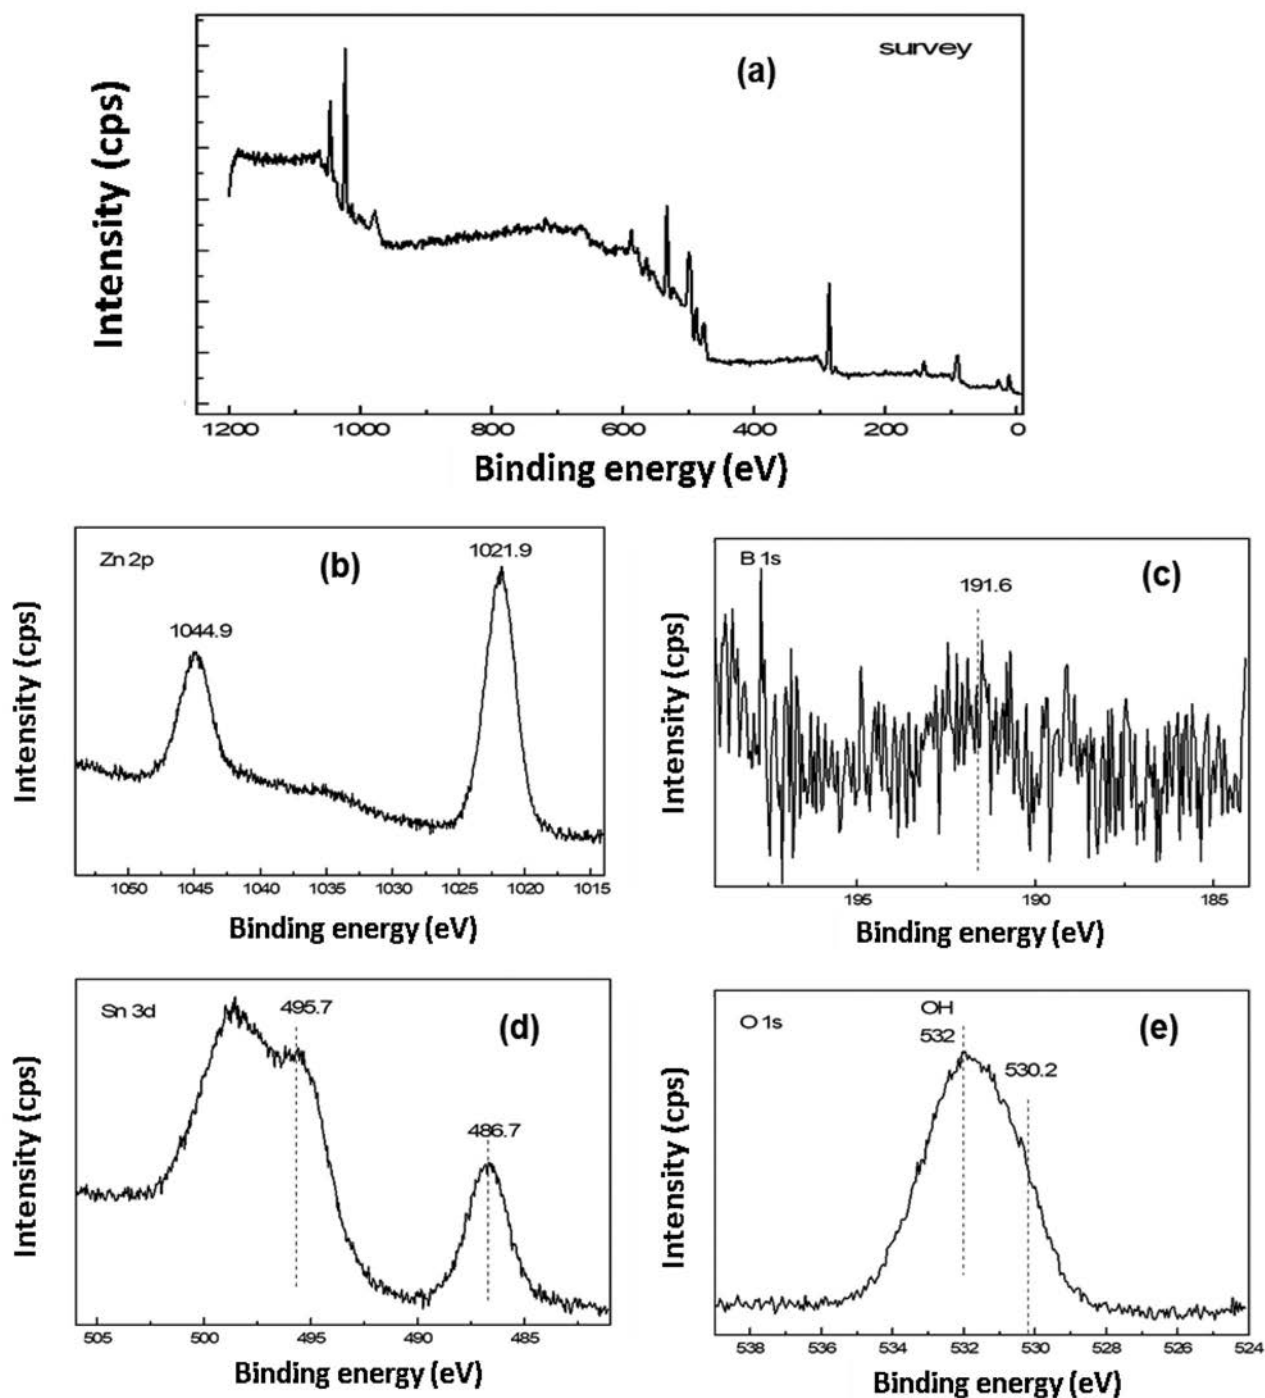 survey
(a)
Intensity (cps)
1200 1000 800 600 400 200 0
Binding energy (eV)
Zn 2p
(b)
1021.9
1044.9
Intensity (cps)
1050 1045 1040 1035 1030 1025 1020 1015
Binding energy (eV)
B 1s
(c)
191.6
Intensity (cps)
195 190 185
Binding energy (eV)
Sn 3d
495.7
(d)
486.7
Intensity (cps)
505 500 495 490 485
Binding energy (eV)
OH
O 1s
532
(e)
530.2
Intensity (cps)
538 536 534 532 530 528 526 524
Binding energy (eV)